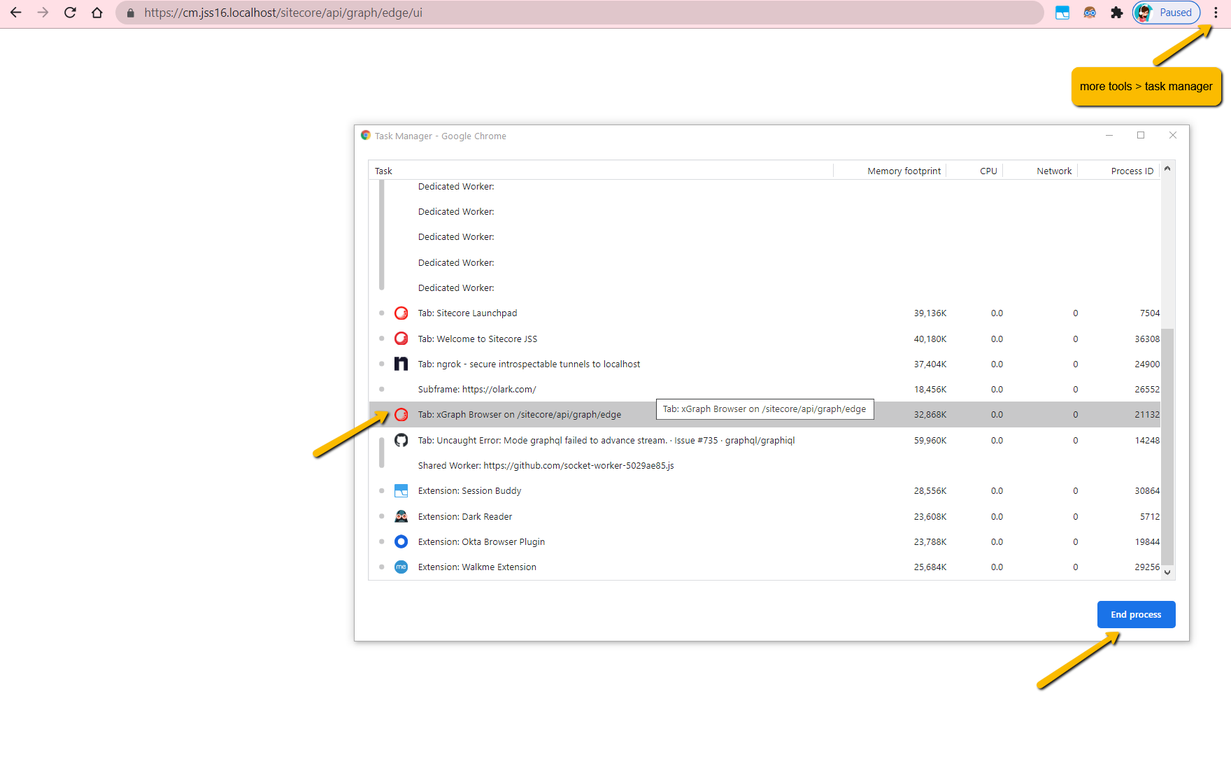 https://cm.jss16.localhost/sitecore/api/graph/edge/ui
Paused
more tools > task manager
Task Manager - Google Chrome
Task Memory footprint CPU Network Process ID
Dedicated Worker:
Dedicated Worker:
Dedicated Worker:
Dedicated Worker:
Dedicated Worker:
Tab: Sitecore Launchpad 39,136K 0.0 0 7504
Tab: Welcome to Sitecore JSS 40,180K 0.0 0 36308
n Tab: ngrok - secure introspectable tunnels to localhost 37,404K 0.0 0 24900
Subframe: https://olark.com/ 18,456K 0.0 0 26552
Tab: xGraph Browser on /sitecore/api/graph/edge Tab: xGraph Browser on /sitecore/api/graph/edge 32,868K 0.0 0 21132
Tab: Uncaught Error: Mode graphql failed to advance stream. · Issue #735 · graphql/graphiql 59,960K 0.0 0 14248
Shared Worker: https://github.com/socket-worker-5029ae85.js
Extension: Session Buddy 28,556K 0.0 0 30864
Extension: Dark Reader 23,608K 0.0 0 5712
Extension: Okta Browser Plugin 23,788K 0.0 0 19844
me Extension: Walkme Extension 25,684K 0.0 0 29256
End process